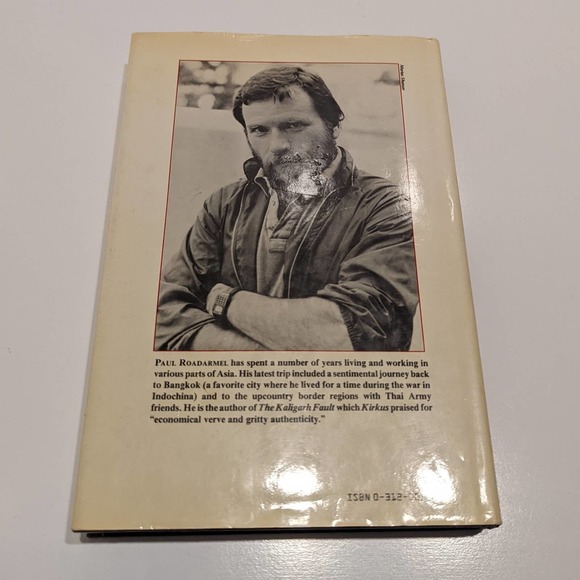 PAUL ROADARMEL has spent a number of years living and working in
various parts of Asia. His latest trip included a sentimental journey back
to Bangkok (a favorite city where he lived for a time during the war in
Indochina) and to the upcountry border regions with Thai Army
friends. He is the author of The Kaligarh Fault which Kirkus praised for
“economical verve and gritty authenticity.”
ISBN 0-312-